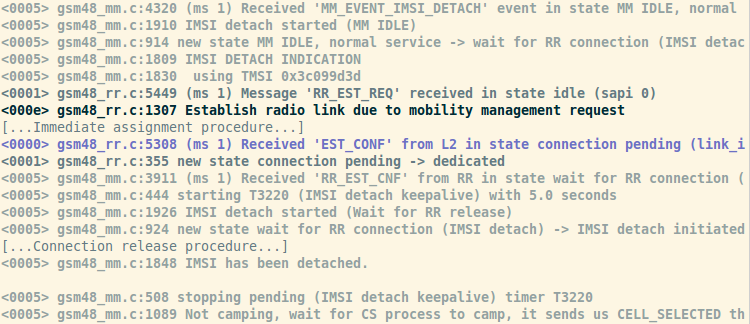 <0005> gsm48_mm.c:4320 (ms 1) Received 'MM_EVENT_IMSI_DETACH' event in state MM IDLE, normal
<0005> gsm48_mm.c:1910 IMSI detach started (MM IDLE)
<0005> gsm48_mm.c:914 new state MM IDLE, normal service -> wait for RR connection (IMSI detac
<0005> gsm48_mm.c:1809 IMSI DETACH INDICATION
<0005> gsm48_mm.c:1830  using TMSI 0x3c099d3d
<0001> gsm48_rr.c:5449 (ms 1) Message 'RR_EST_REQ' received in state idle (sapi 0)
<000e> gsm48_rr.c:1307 Establish radio link due to mobility management request
[...Immediate assignment procedure...]
<0000> gsm48_rr.c:5308 (ms 1) Received 'EST_CONF' from L2 in state connection pending (link_i
<0001> gsm48_rr.c:355 new state connection pending -> dedicated
<0005> gsm48_mm.c:3911 (ms 1) Received 'RR_EST_CNF' from RR in state wait for RR connection (
<0005> gsm48_mm.c:444 starting T3220 (IMSI detach keepalive) with 5.0 seconds
<0005> gsm48_mm.c:1926 IMSI detach started (Wait for RR release)
<0005> gsm48_mm.c:924 new state wait for RR connection (IMSI detach) -> IMSI detach initiated
[...Connection release procedure...]
<0005> gsm48_mm.c:1848 IMSI has been detached.
<0005> gsm48_mm.c:508 stopping pending (IMSI detach keepalive) timer T3220
<0005> gsm48_mm.c:1089 Not camping, wait for CS process to camp, it sends us CELL_SELECTED th